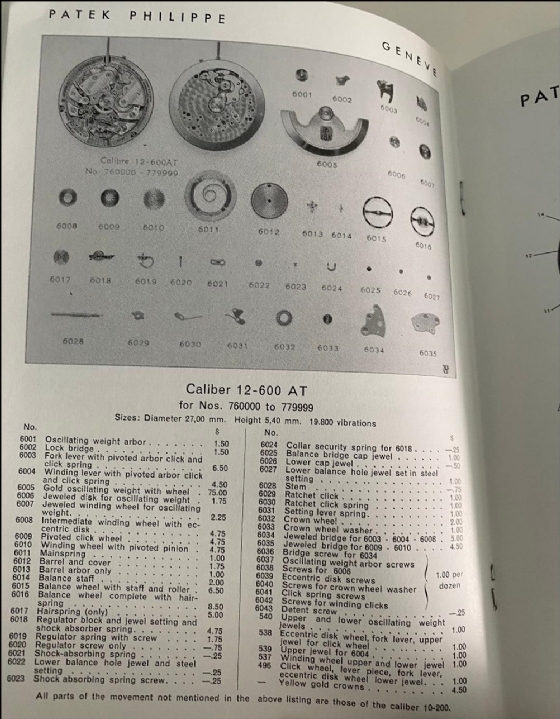 PATEK PHILIPPE
GENÈVE
PAT
6001
6002
6003
6004
6005
6006
6007
Calibre 12-600AT
No 760000 - 779999
6008
6009
6010
6011
6012
6013
6014
6015
6016
6017
6018
6019
6020
6021
6022
6023
6024
6025
6026
6027
6028
6029
6030
6031
6032
6033
6034
6035
Caliber 12-600 AT
for Nos. 760000 to 779999
Sizes: Diameter 27,00 mm. Height 5,40 mm. 19.800 vibrations
No. $
6001 Oscillating weight arbor 1.50
6002 Lock bridge 1.50
6003 Fork lever with pivoted arbor click and
click spring 6.50
6004 Winding lever with pivoted arbor click
and click spring 4.50
6005 Gold oscillating weight with wheel 75.00
6006 Jeweled disk for oscillating weight 1.75
6007 Jeweled winding wheel for oscillating
weight. 2.25
6008 Intermediate winding wheel with ec-
centric disk 4.75
6009 Pivoted click wheel 4.75
6010 Winding wheel with pivoted pinion 4.75
6011 Mainspring 1.00
6012 Barrel and cover 1.75
6013 Barrel arbor only 1.00
6014 Balance staff 2.00
6015 Balance with staff and roller 6.50
6016 Balance wheel complete with hair-
spring 8.50
6017 Hairspring (only) 5.00
6018 Regulator block and jewel setting and
shock absorber spring 4.75
6019 Regulator spring with screw 1.75
6020 Regulator screw only —.75
6021 Shock-absorbing spring —.25
6022 Lower balance hole jewel and steel
setting —.25
6023 Shock absorbing spring screw —.25
No. $
6024 Collar security spring for 6018 —.25
6025 Balance bridge cap jewel 1.00
6026 Lower cap jewel —.50
6027 Lower balance hole jewel set in steel
setting 1.00
6028 Stem —.75
6029 Ratchet click 1.00
6030 Ratchet click spring 1.00
6031 Setting lever spring 1.00
6032 Crown wheel 2.00
6033 Crown wheel washer 1.00
6034 Jeweled bridge for 6003 - 6004 - 6008 5.00
6035 Jeweled bridge for 6009 - 6010 4.50
6036 Bridge screw for 6034
6037 Oscillating weight arbor screws
6038 Screws for 6008
6039 Eccentric disk screws
6040 Screws for crown wheel washer
6041 Click spring screws
6042 Screws for winding clicks
1.00 per
dozen
6043 Detent screw —.25
540 Upper and lower oscillating weight
jewels 1.00
538 Eccentric disk wheel, fork lever, upper
jewel for click wheel 1.00
539 Upper jewel for 6004 1.00
537 Winding wheel upper and lower jewel 1.00
496 Click wheel, lever piece, fork lever,
eccentric disk wheel lower jewel 1.00
— Yellow gold crowns 4.50
All parts of the movement not mentioned in the above listing are those of the caliber 10-200.